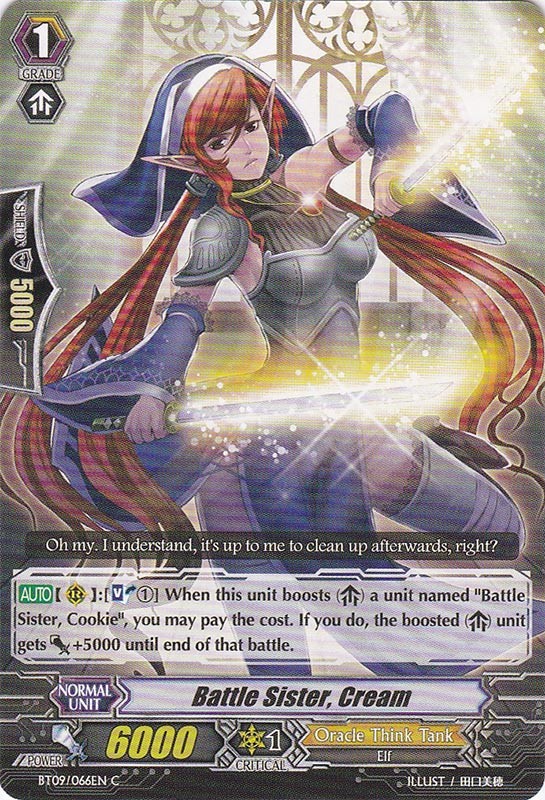 1
GRADE
SHIELD
5000
Oh my. I understand, it's up to me to clean up afterwards, right?
AUTO【 】:[ ①] When this unit boosts ( ) a unit named "Battle
Sister, Cookie", you may pay the cost. If you do, the boosted ( ) unit
gets +5000 until end of that battle.
NORMAL
UNIT
Battle Sister, Cream
POWER
6000
1
CRITICAL
Oracle Think Tank
Elf
BT09/066EN C
ILLUST / 田口美穂